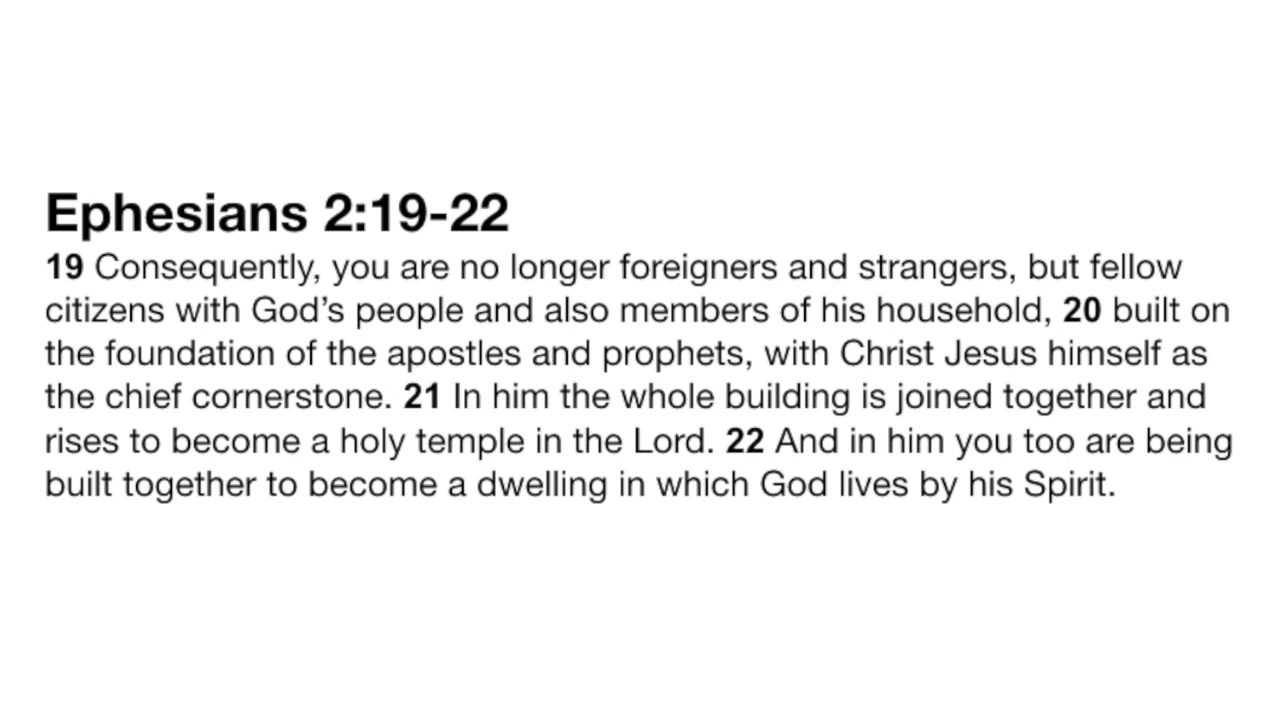 Ephesians 2:19-22
19 Consequently, you are no longer foreigners and strangers, but fellow
citizens with God’s people and also members of his household, 20 built on
the foundation of the apostles and prophets, with Christ Jesus himself as
the chief cornerstone. 21 In him the whole building is joined together and
rises to become a holy temple in the Lord. 22 And in him you too are being
built together to become a dwelling in which God lives by his Spirit.